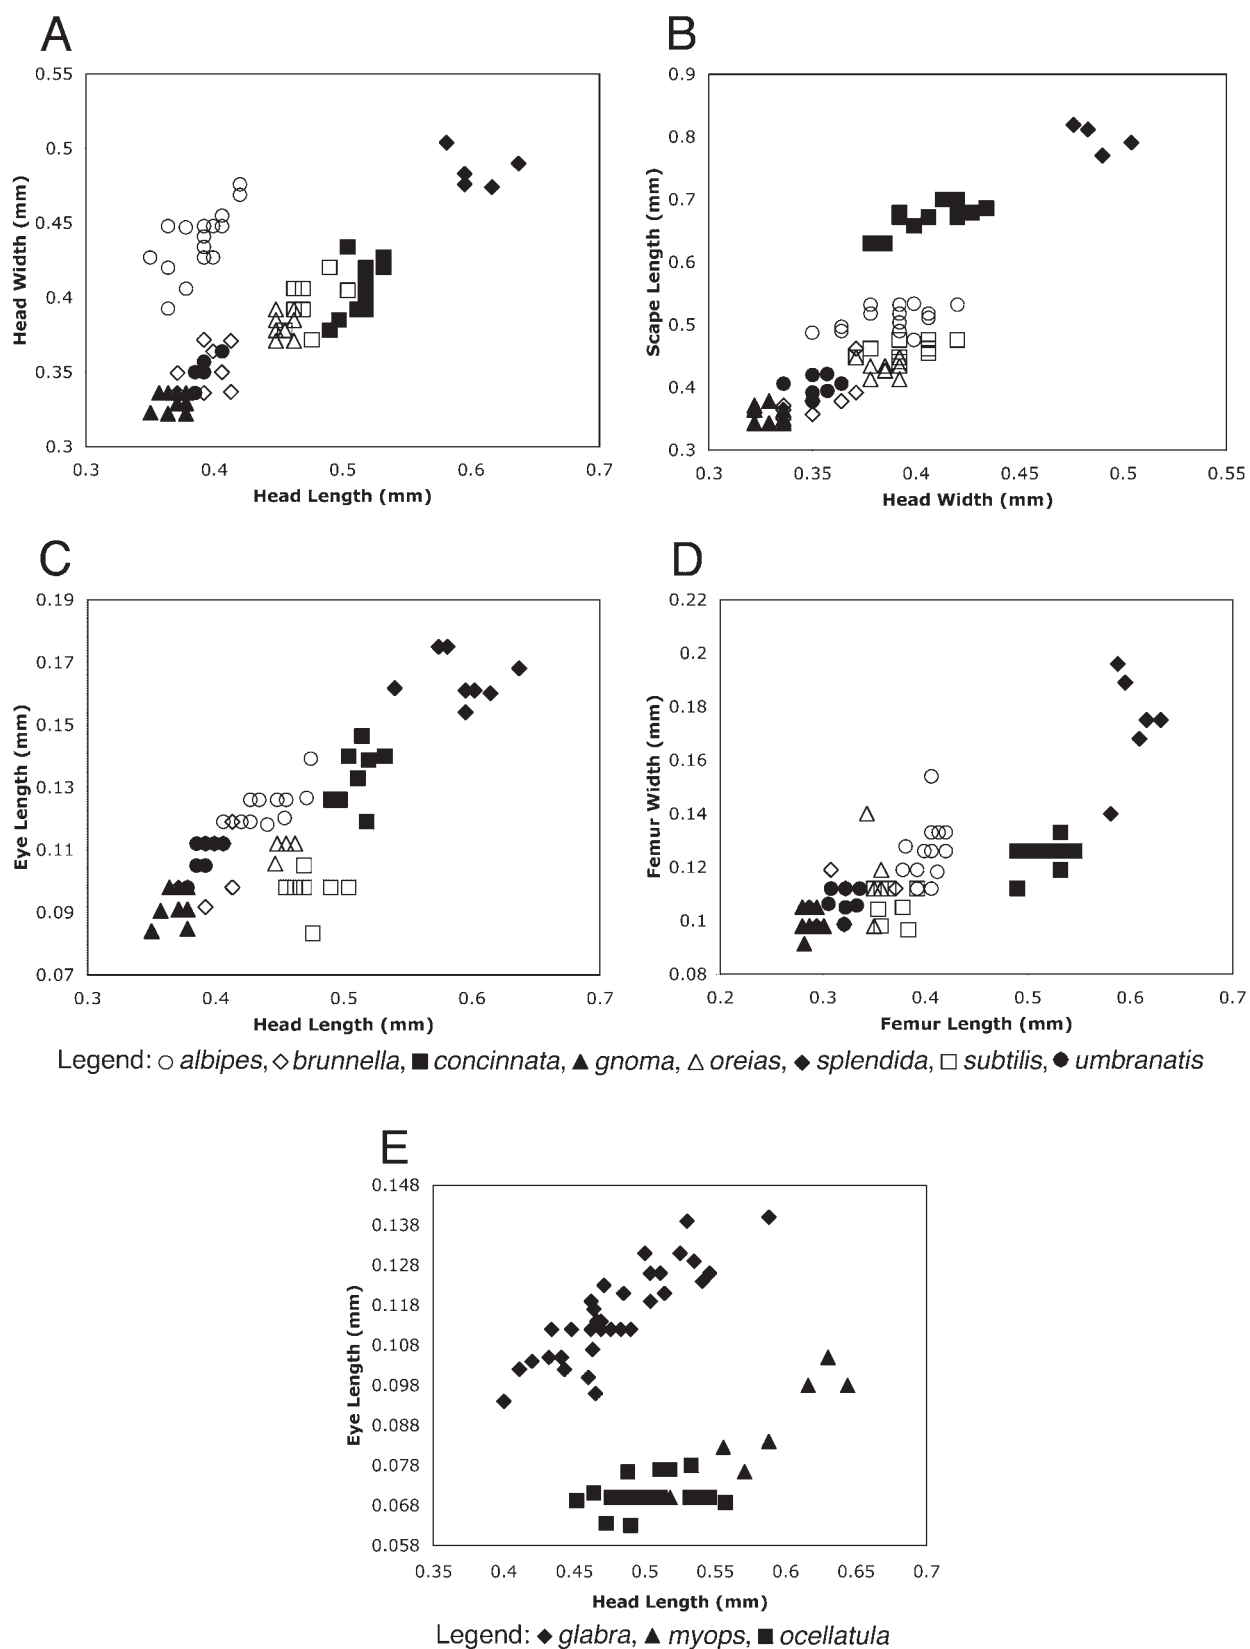 A
B
0.55
0.5
0.45
0.4
0.35
0.3
Head Width (mm)
0.3 0.4 0.5 0.6 0.7
Head Length (mm)
0.9
0.8
0.7
0.6
0.5
0.4
0.3
Scape Length (mm)
0.3 0.35 0.4 0.45 0.5 0.55
Head Width (mm)
C
D
0.19
0.17
0.15
0.13
0.11
0.09
0.07
Eye Length (mm)
0.3 0.4 0.5 0.6 0.7
Head Length (mm)
0.22
0.2
0.18
0.16
0.14
0.12
0.1
0.08
Femur Width (mm)
0.2 0.3 0.4 0.5 0.6 0.7
Femur Length (mm)
Legend: ○ albipes, ◇ brunnella, ■ concinnata, ▲ gnoma, △ oreias, ◆ splendida, □ subtilis, ● umbranatis
E
0.148
0.138
0.128
0.118
0.108
0.098
0.088
0.078
0.068
0.058
Eye Length (mm)
0.35 0.4 0.45 0.5 0.55 0.6 0.65 0.7
Head Length (mm)
Legend: ◆ glabra, ▲ myops, ■ ocellatula